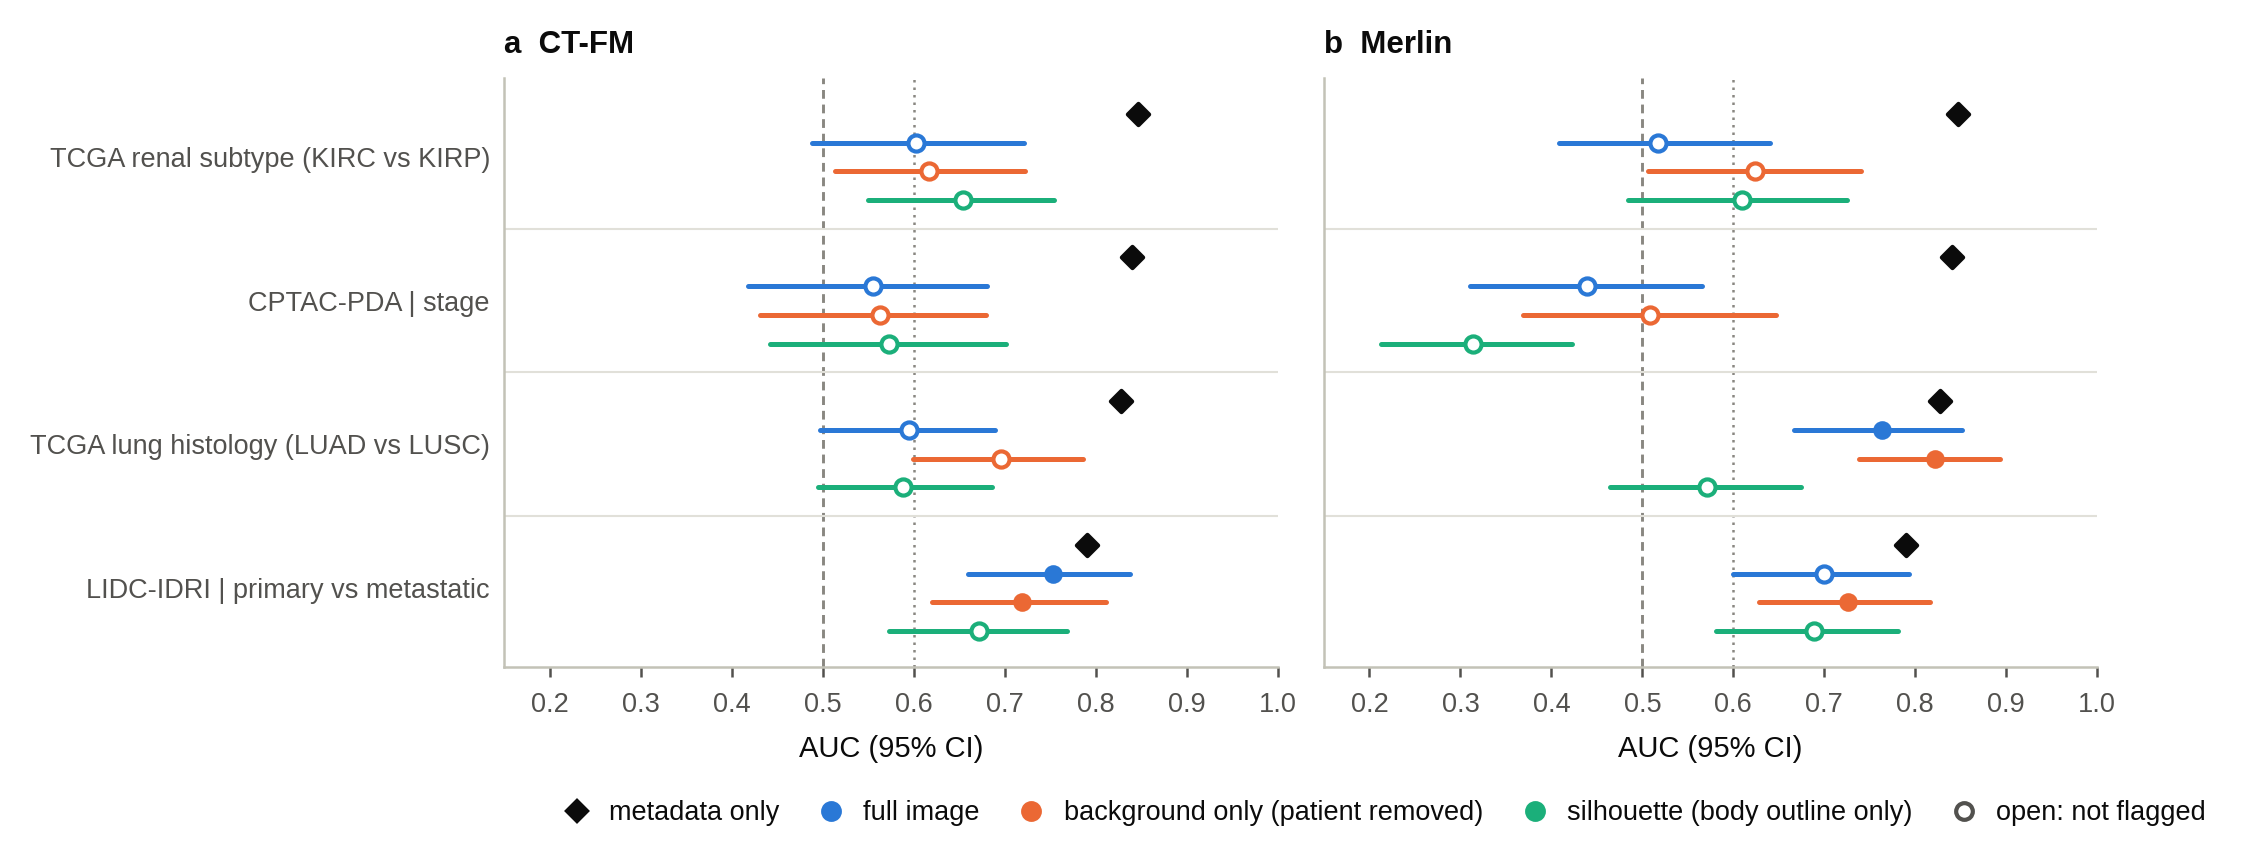 a CT-FM
b Merlin
TCGA renal subtype (KIRC vs KIRP)
CPTAC-PDA | stage
TCGA lung histology (LUAD vs LUSC)
LIDC-IDRI | primary vs metastatic
0.2 0.3 0.4 0.5 0.6 0.7 0.8 0.9 1.0
0.2 0.3 0.4 0.5 0.6 0.7 0.8 0.9 1.0
AUC (95% CI)
AUC (95% CI)
metadata only full image background only (patient removed) silhouette (body outline only) open: not flagged